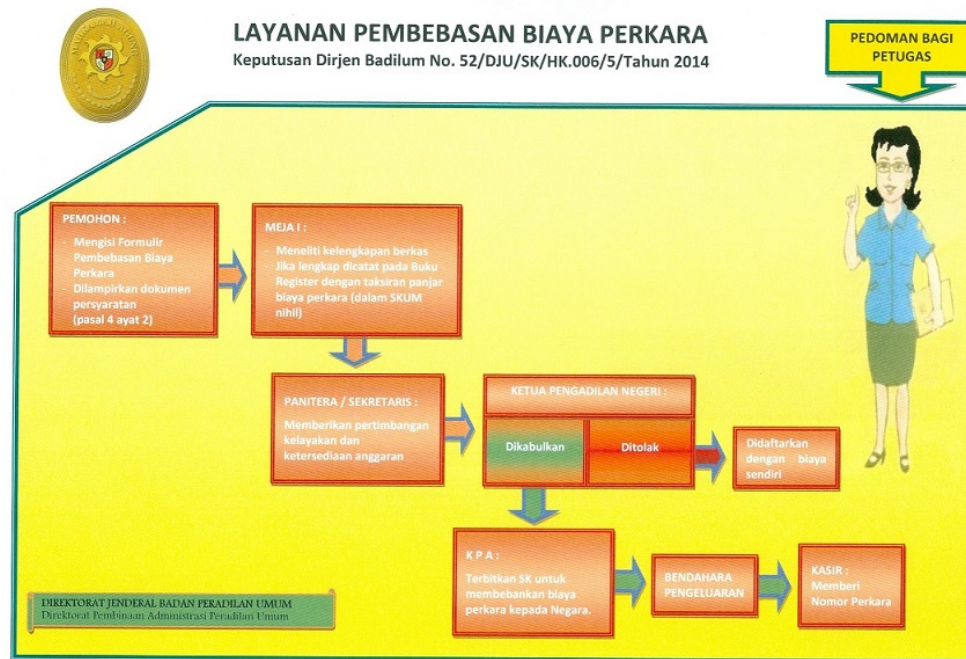 MAHKAMAH AGUNG
LAYANAN PEMBEBASAN BIAYA PERKARA
Keputusan Dirjen Badilum No. 52/DJU/SK/HK.006/5/Tahun 2014
PEDOMAN BAGI
PETUGAS
PEMOHON :
- Mengisi Formulir
Pembebasan Biaya
Perkara
- Dilampirkan dokumen
persyaratan
(pasal 4 ayat 2)
MEJA I :
- Meneliti kelengkapan berkas
- Jika lengkap dicatat pada Buku
Register dengan taksiran panjar
biaya perkara (dalam SKUM
nihil)
PANITERA / SEKRETARIS :
Memberikan pertimbangan
kelayakan dan
ketersediaan anggaran
KETUA PENGADILAN NEGERI :
Dikabulkan
Ditolak
Didaftarkan
dengan biaya
sendiri
K P A :
Terbitkan SK untuk
membebankan biaya
perkara kepada Negara.
BENDAHARA
PENGELUARAN
KASIR :
Memberi
Nomor Perkara
DIREKTORAT JENDERAL BADAN PERADILAN UMUM
Direktorat Pembinaan Administrasi Peradilan Umum